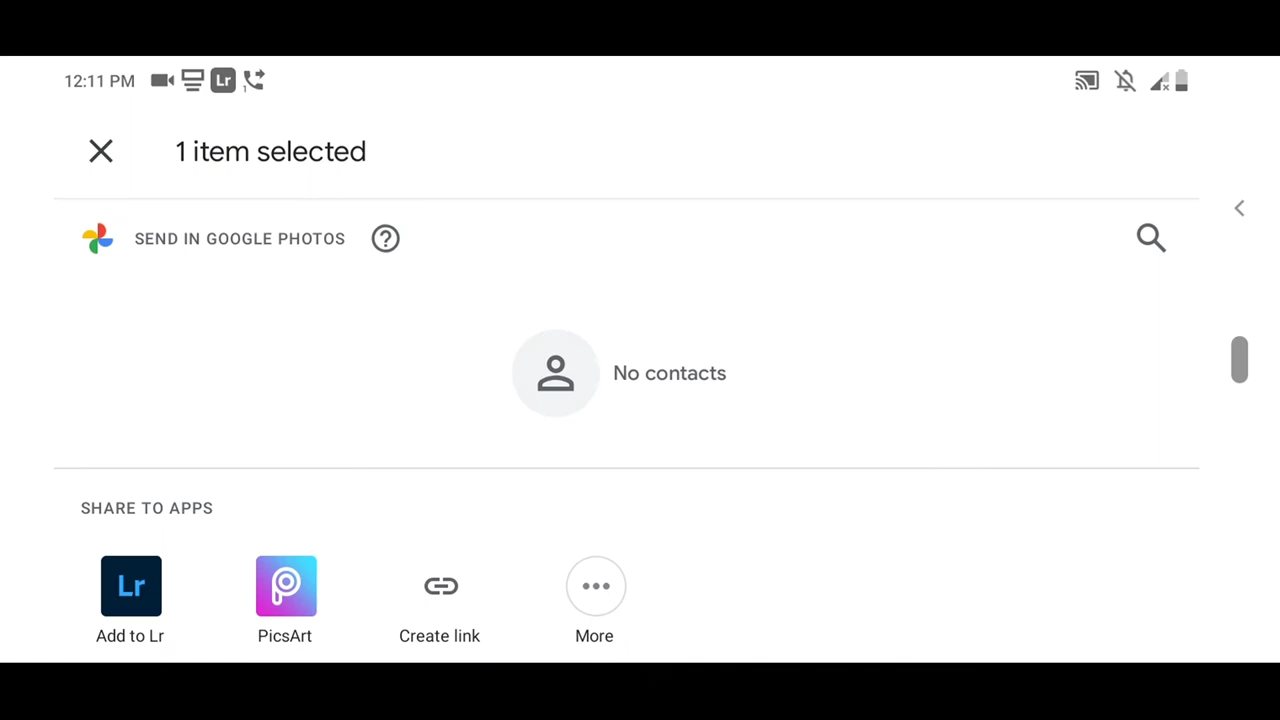 12:11 PM Lr 1
1 item selected
SEND IN GOOGLE PHOTOS ?
No contacts
SHARE TO APPS
Lr
Add to Lr PicsArt Create link More